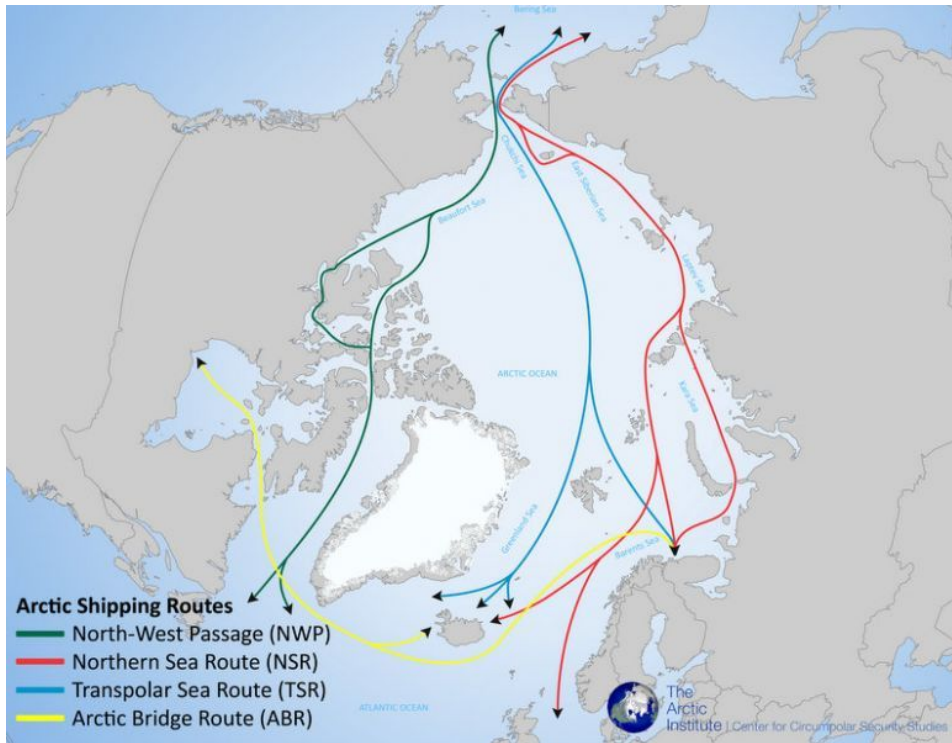 Bering Sea
Chukchi Sea
East Siberian Sea
Beaufort Sea
Laptev Sea
ARCTIC OCEAN
Kara Sea
Greenland Sea
Barents Sea
Arctic Shipping Routes
North-West Passage (NWP)
Northern Sea Route (NSR)
Transpolar Sea Route (TSR)
Arctic Bridge Route (ABR)
ATLANTIC OCEAN
The
Arctic
Institute | Center for Circumpolar Security Studies